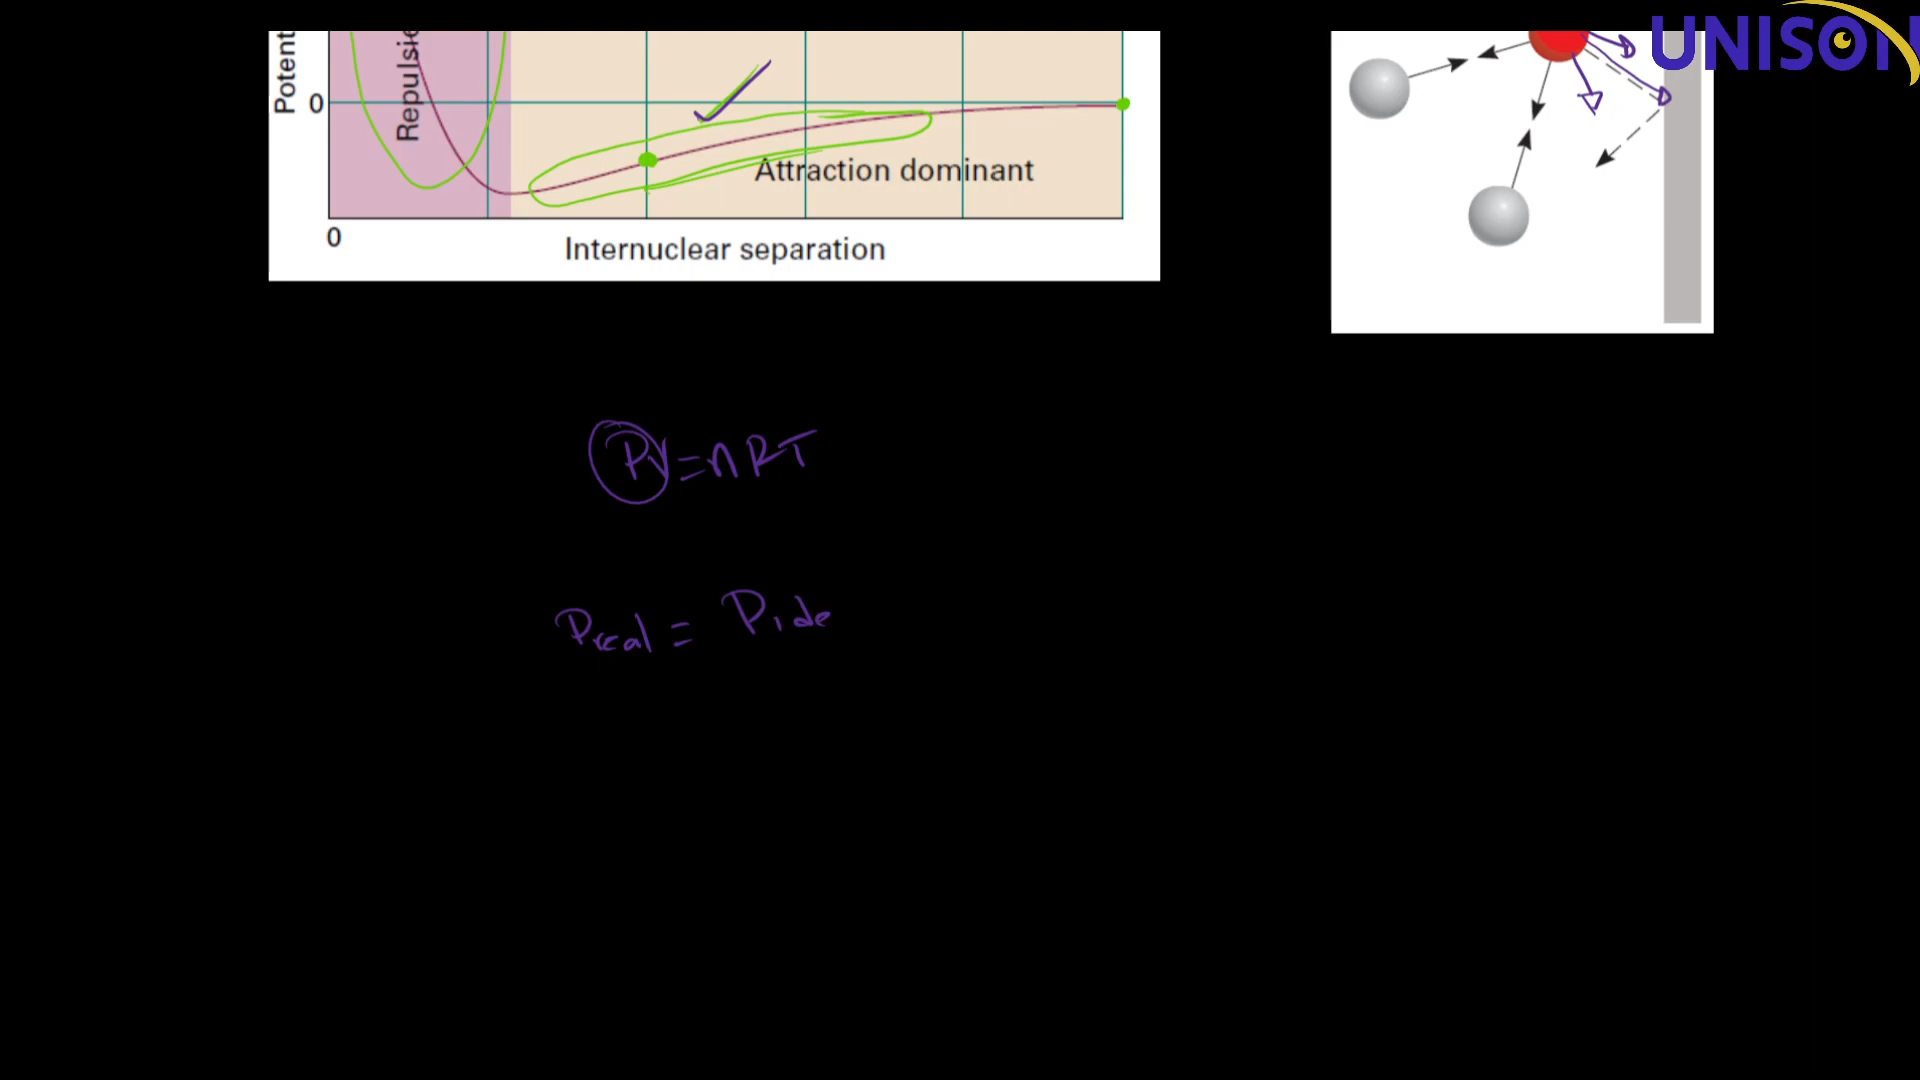 UNISON
Potent
Repulsi
0
Attraction dominant
0
Internuclear separation
PV = nRT
Preal = Pide